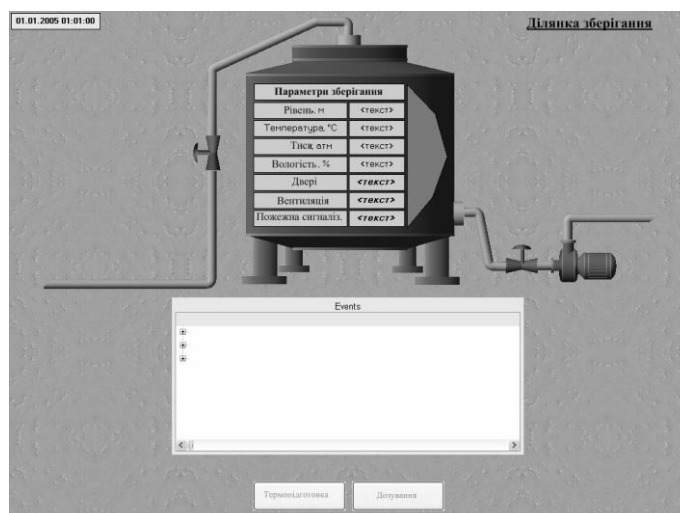 01.01.2005 01:01:00
Ділянка зберігання
Параметри зберігання
Рівень, м <текст>
Температура, °C <текст>
Тиск, атм <текст>
Вологість, % <текст>
Двері <текст>
Вентиляція <текст>
Пожежна сигналіз. <текст>
Events
Термопідготовка
Дозування